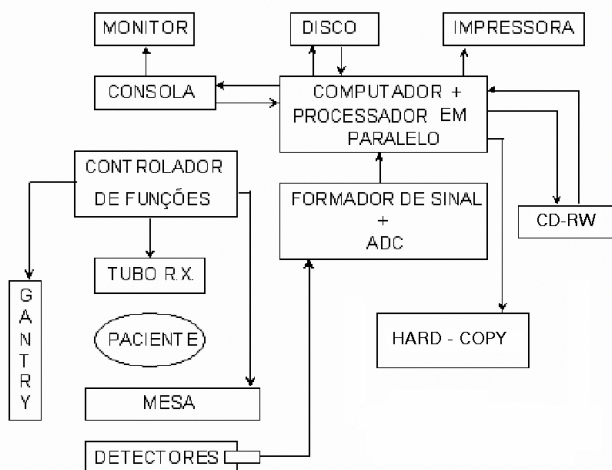 MONITOR
DISCO
IMPRESSORA
CONSOLA
COMPUTADOR +
PROCESSADOR EM
PARALELO
CONTROLADOR
DE FUNÇÕES
FORMADOR DE SINAL
+
ADC
CD-RW
TUBO R.X.
GANTRY
PACIENTE
HARD - COPY
MESA
DETECTORES